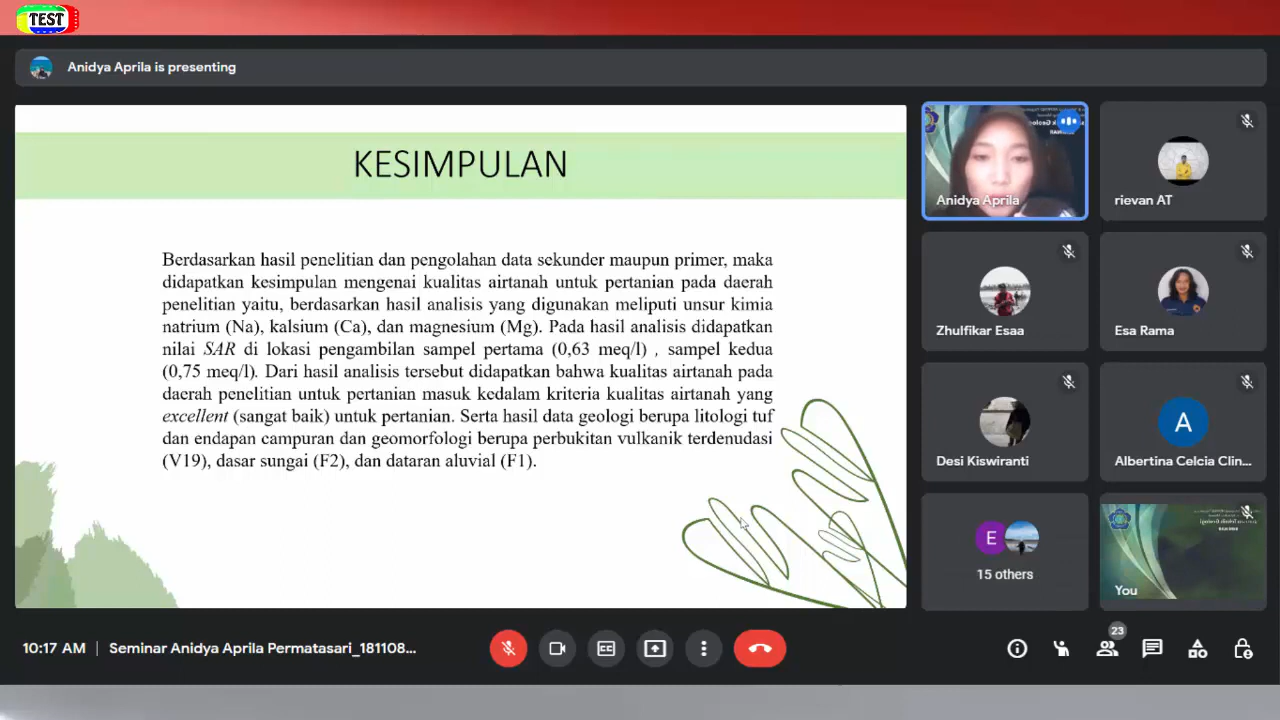 TEST
Anidya Aprila is presenting
KESIMPULAN
Berdasarkan hasil penelitian dan pengolahan data sekunder maupun primer, maka
didapatkan kesimpulan mengenai kualitas airtanah untuk pertanian pada daerah
penelitian yaitu, berdasarkan hasil analisis yang digunakan meliputi unsur kimia
natrium (Na), kalsium (Ca), dan magnesium (Mg). Pada hasil analisis didapatkan
nilai SAR di lokasi pengambilan sampel pertama (0,63 meq/l) , sampel kedua
(0,75 meq/l). Dari hasil analisis tersebut didapatkan bahwa kualitas airtanah pada
daerah penelitian untuk pertanian masuk kedalam kriteria kualitas airtanah yang
excellent (sangat baik) untuk pertanian. Serta hasil data geologi berupa litologi tuf
dan endapan campuran dan geomorfologi berupa perbukitan vulkanik terdenudasi
(V19), dasar sungai (F2), dan dataran aluvial (F1).
Anidya Aprila
rievan AT
Zhulfikar Esaa
Esa Rama
Desi Kiswiranti
A
Albertina Celcia Clin...
E
15 others
You
10:17 AM
Seminar Anidya Aprila Permatasari_181108...
23